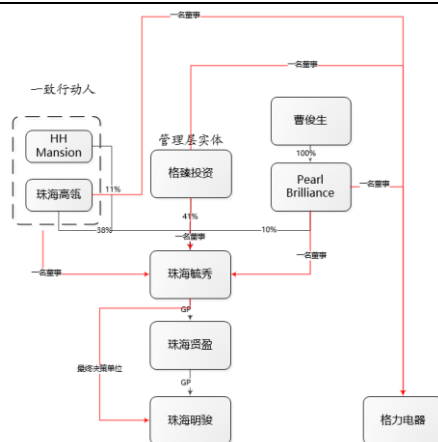 一名董事
一致行动人
一名董事
HH
Mansion
管理层实体
曹俊生
100%
珠海高瓴
11%
格臻投资
Pearl
Brilliance
一名董事
41%
38%
一名董事
10%
一名董事
一名董事
珠海毓秀
GP
珠海贤盈
最终决策单位
GP
珠海明骏
格力电器